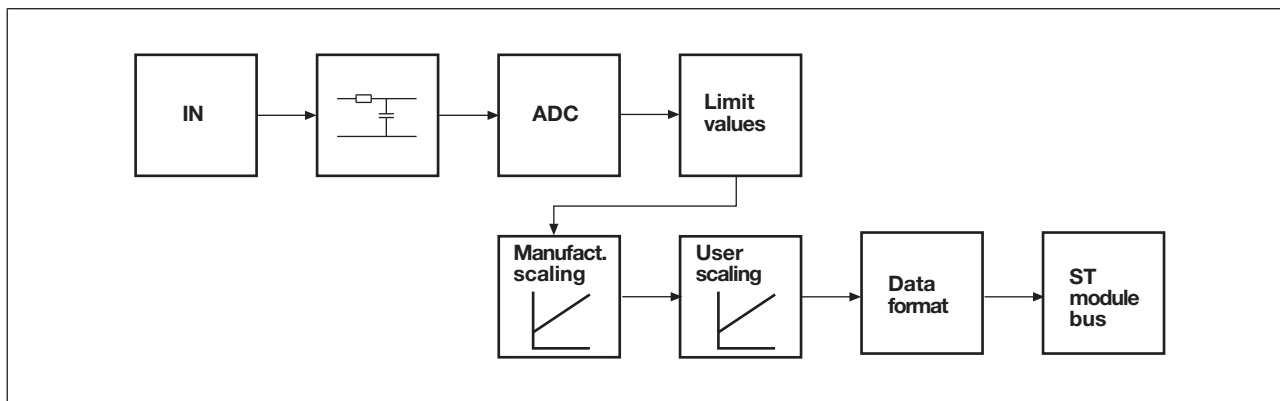 IN
ADC
Limit
values
Manufact.
scaling
User
scaling
Data
format
ST
module
bus